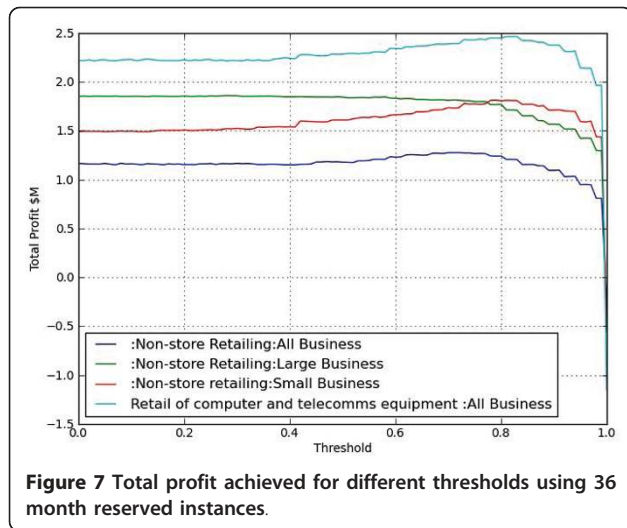 2.5
2.0
1.5
1.0
0.5
0.0
−0.5
−1.0
−1.5
Total Profit $M
:Non-store Retailing:All Business
:Non-store Retailing:Large Business
:Non-store retailing:Small Business
Retail of computer and telecomms equipment :All Business
0.0 0.2 0.4 0.6 0.8 1.0
Threshold
Figure 7 Total profit achieved for different thresholds using 36
month reserved instances.